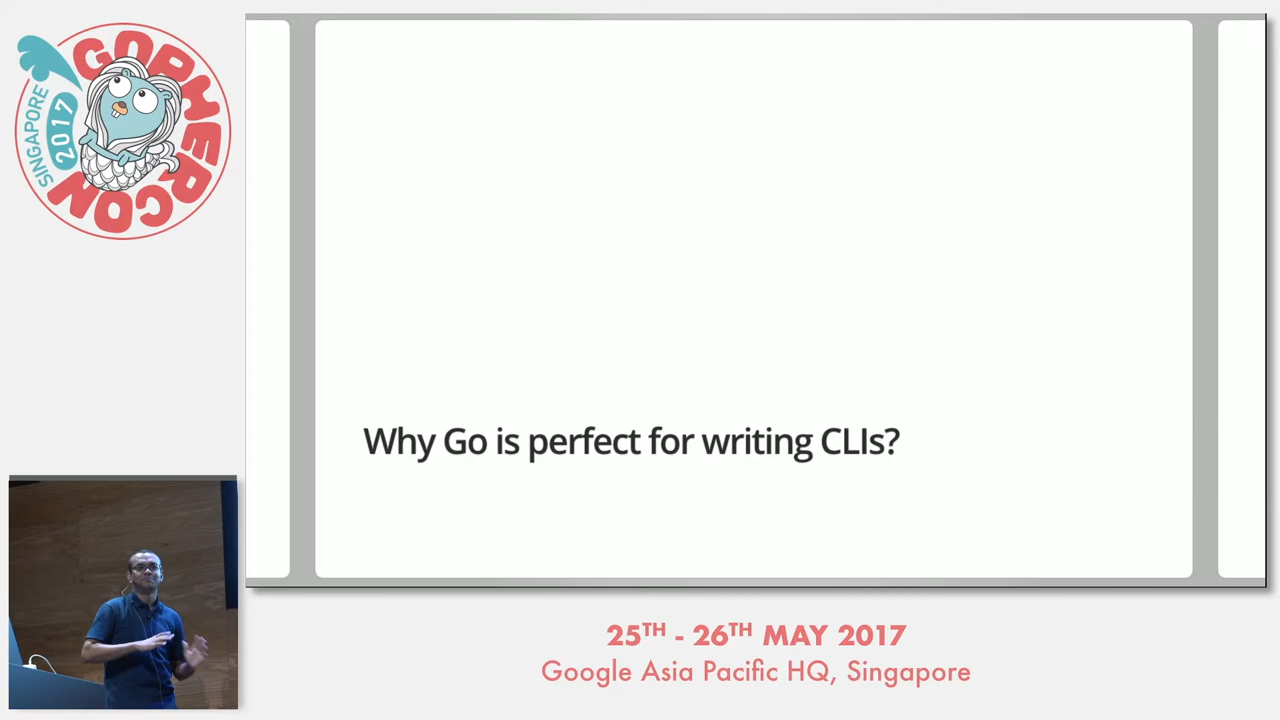 GOPHERCON
SINGAPORE
2017
Why Go is perfect for writing CLIs?
25TH - 26TH MAY 2017
Google Asia Pacific HQ, Singapore